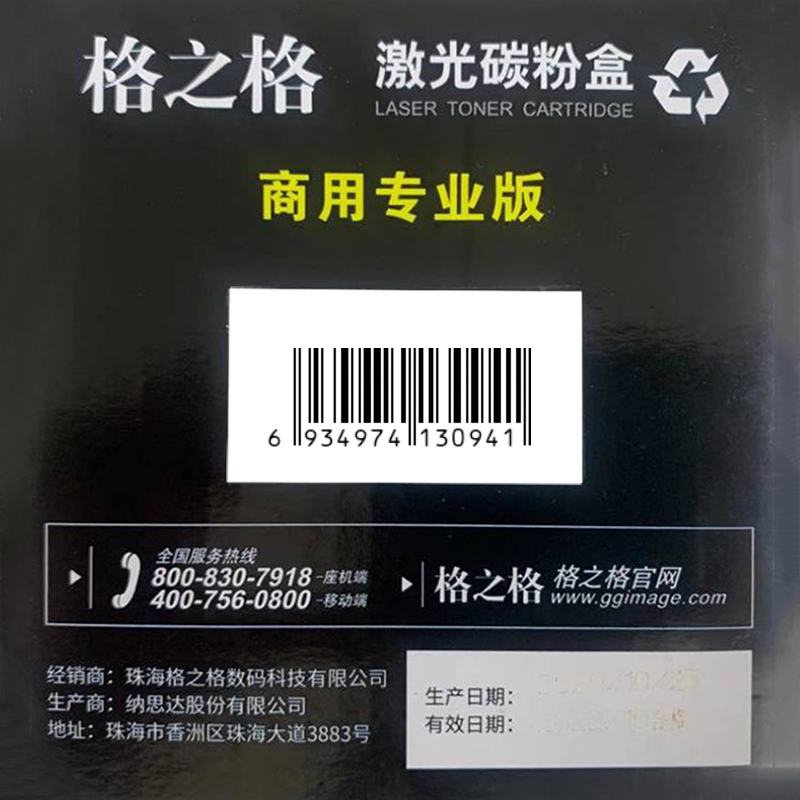 格之格
激光碳粉盒
LASER TONER CARTRIDGE
商用专业版
6 934974 130941
全国服务热线
800-830-7918 -座机端
400-756-0800 -移动端
格之格 格之格官网
www.ggimage.com
经销商：珠海格之格数码科技有限公司
生产商：纳思达股份有限公司
地址：珠海市香洲区珠海大道3883号
生产日期：
有效日期：